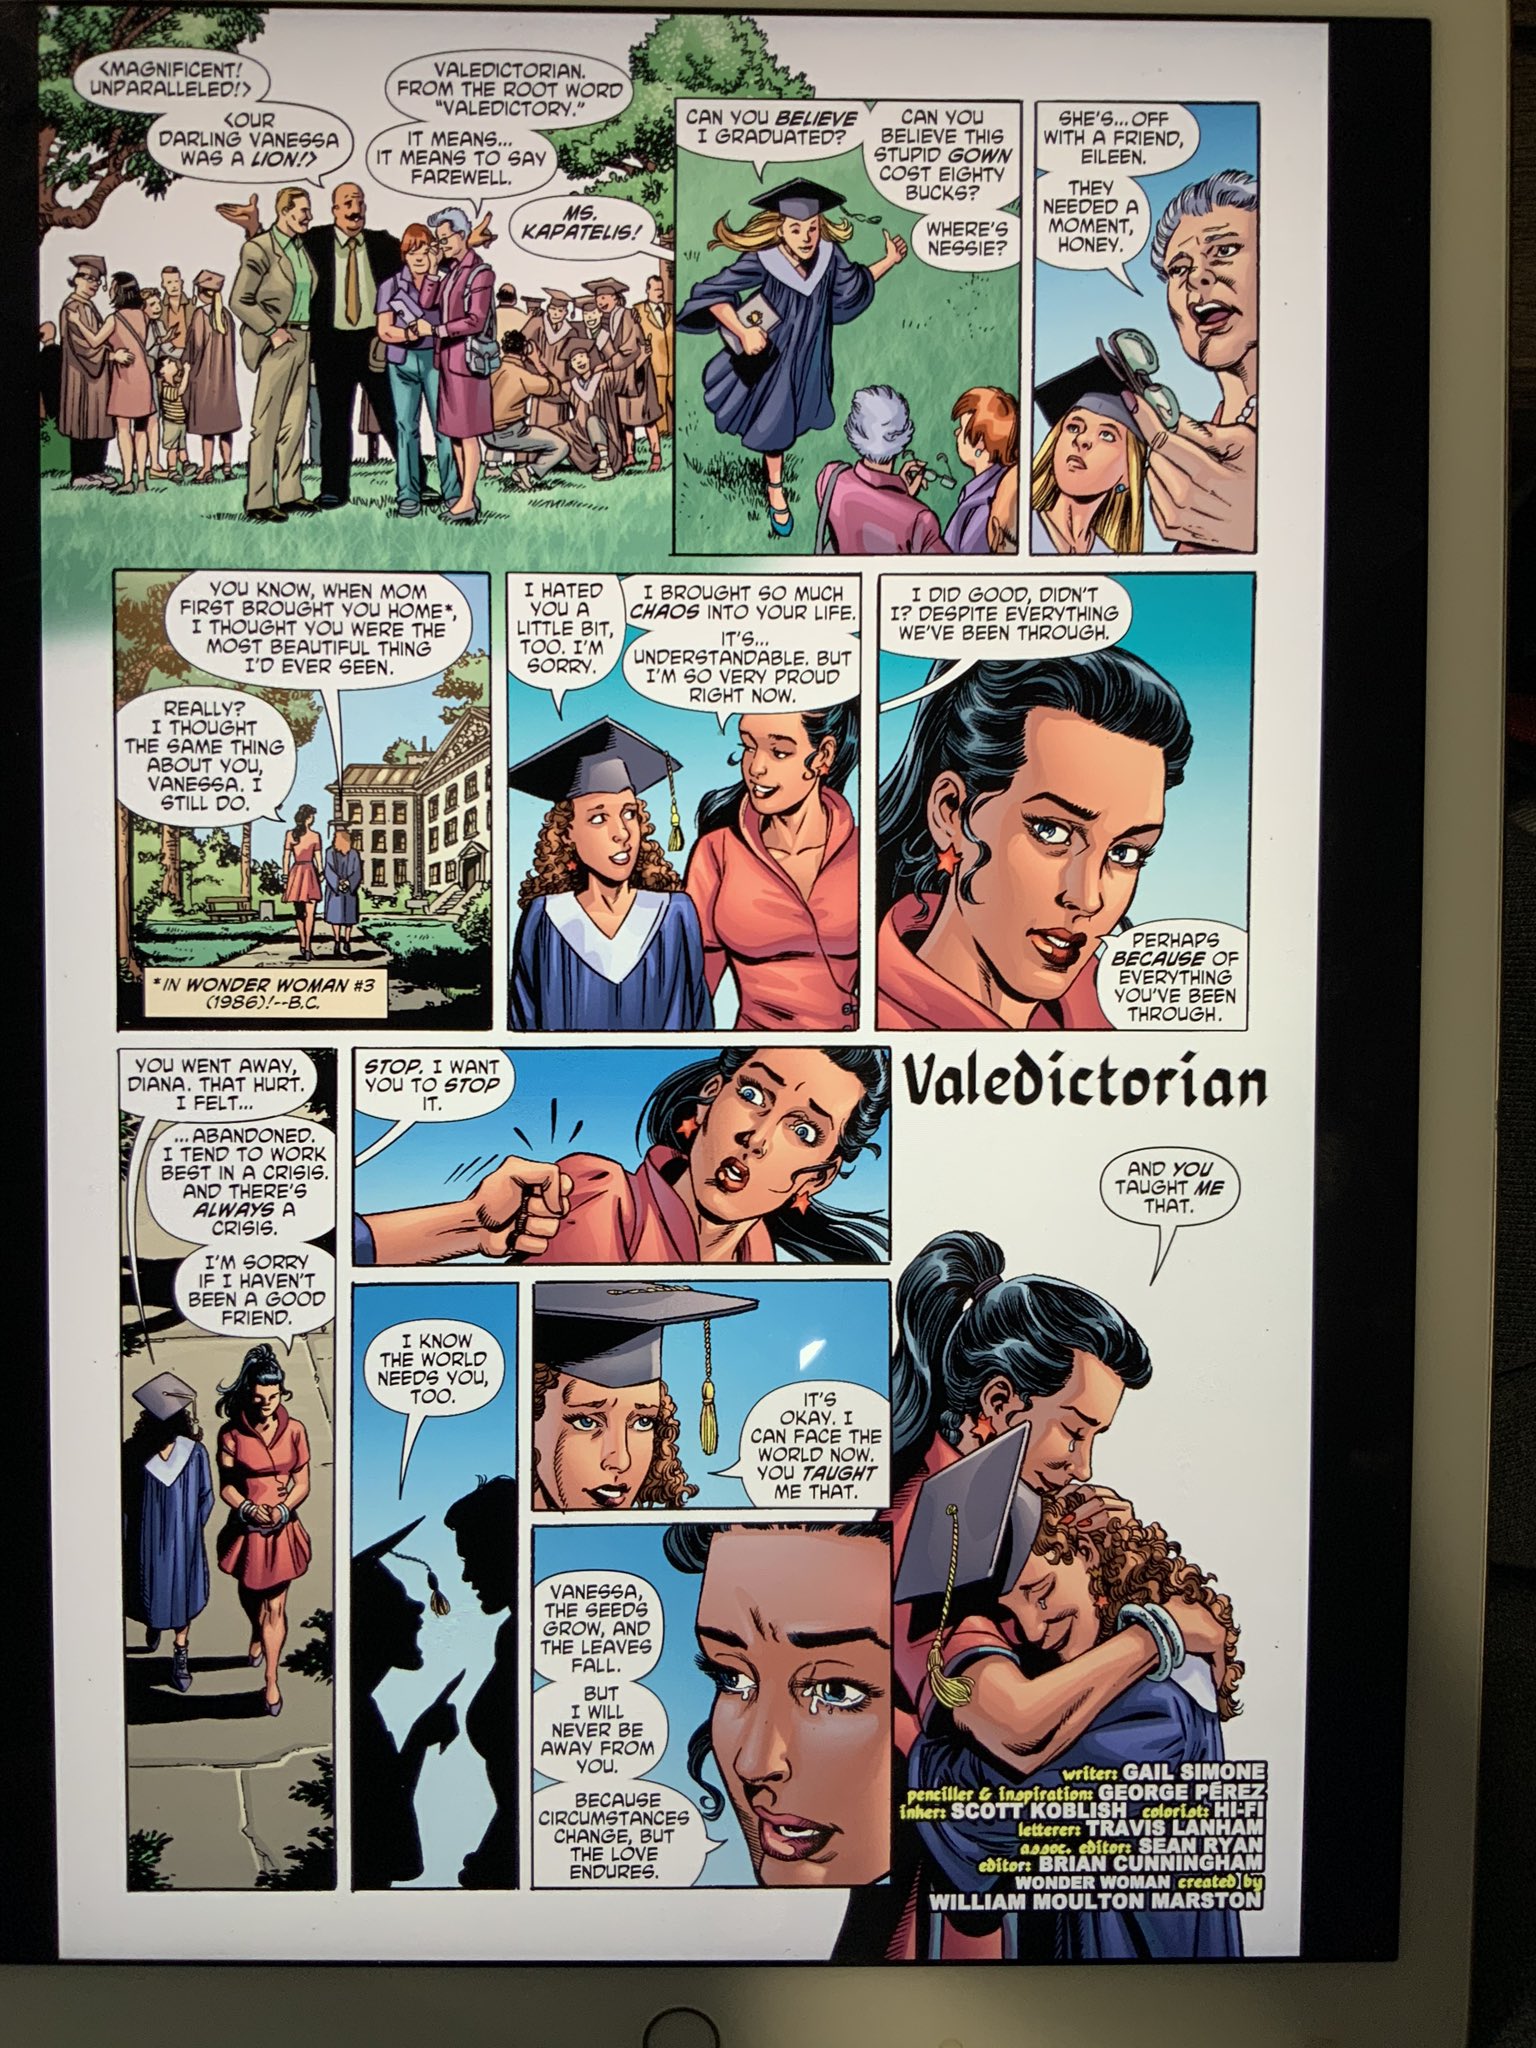 <MAGNIFICENT!
UNPARALLELED!>
<OUR
DARLING VANESSA
WAS A LION!>
VALEDICTORIAN.
FROM THE ROOT WORD
"VALEDICTORY."
IT MEANS...
IT MEANS TO SAY
FAREWELL.
MS.
KAPATELIS!
CAN YOU BELIEVE
I GRADUATED?
CAN YOU
BELIEVE THIS
STUPID GOWN
COST EIGHTY
BUCKS?
WHERE'S
NESSIE?
SHE'S...OFF
WITH A FRIEND,
EILEEN.
THEY
NEEDED A
MOMENT,
HONEY.
YOU KNOW, WHEN MOM
FIRST BROUGHT YOU HOME*,
I THOUGHT YOU WERE THE
MOST BEAUTIFUL THING
I'D EVER SEEN.
REALLY?
I THOUGHT
THE SAME THING
ABOUT YOU,
VANESSA. I
STILL DO.
*IN WONDER WOMAN #3
(1986)!--B.C.
I HATED
YOU A
LITTLE BIT,
TOO. I'M
SORRY.
I BROUGHT SO MUCH
CHAOS INTO YOUR LIFE.
IT'S...
UNDERSTANDABLE. BUT
I'M SO VERY PROUD
RIGHT NOW.
I DID GOOD, DIDN'T
I? DESPITE EVERYTHING
WE'VE BEEN THROUGH.
PERHAPS
BECAUSE OF
EVERYTHING
YOU'VE BEEN
THROUGH.
YOU WENT AWAY,
DIANA. THAT HURT.
I FELT...
...ABANDONED.
I TEND TO WORK
BEST IN A CRISIS.
AND THERE'S
ALWAYS A
CRISIS.
I'M SORRY
IF I HAVEN'T
BEEN A GOOD
FRIEND.
STOP. I WANT
YOU TO STOP
IT.
I KNOW
THE WORLD
NEEDS YOU,
TOO.
IT'S
OKAY. I
CAN FACE THE
WORLD NOW.
YOU TAUGHT
ME THAT.
VANESSA,
THE SEEDS
GROW, AND
THE LEAVES
FALL.
BUT
I WILL
NEVER BE
AWAY FROM
YOU.
BECAUSE
CIRCUMSTANCES
CHANGE, BUT
THE LOVE
ENDURES.
Valedictorian
AND YOU
TAUGHT ME
THAT.
writer: GAIL SIMONE
penciller & inspiration: GEORGE PÉREZ
inker: SCOTT KOBLISH colorist: HI-FI
letterer: TRAVIS LANHAM
assoc. editor: SEAN RYAN
editor: BRIAN CUNNINGHAM
WONDER WOMAN created by
WILLIAM MOULTON MARSTON